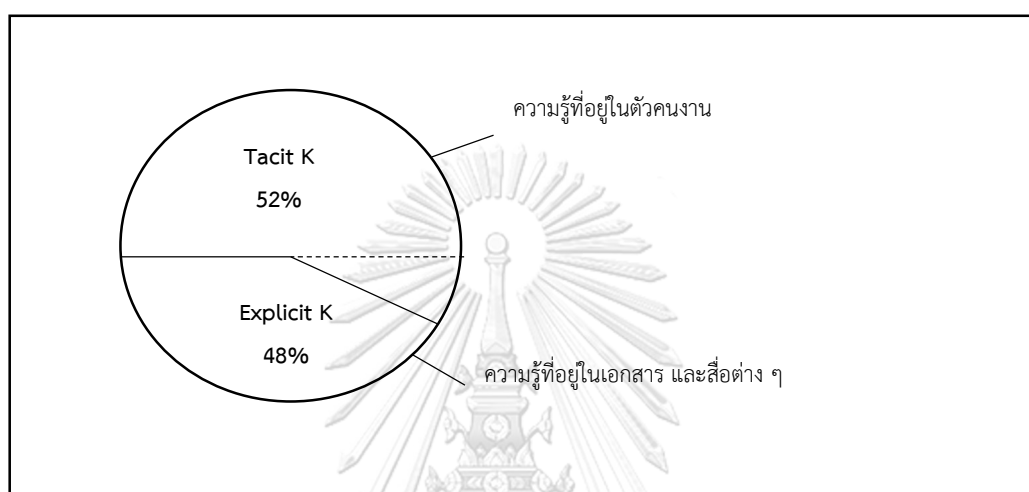 ความรู้ที่อยู่ในตัวคนงาน
Tacit K
52%
Explicit K
48%
ความรู้ที่อยู่ในเอกสาร และสื่อต่าง ๆ